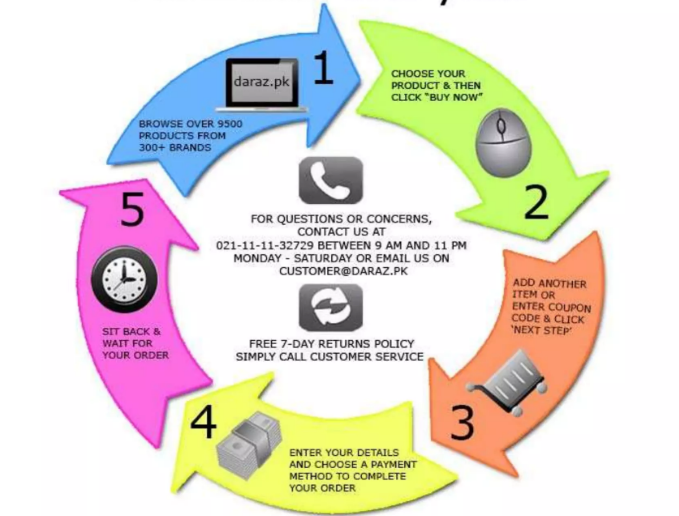 daraz.pk
1
BROWSE OVER 9500
PRODUCTS FROM
300+ BRANDS
CHOOSE YOUR
PRODUCT & THEN
CLICK "BUY NOW"
2
ADD ANOTHER
ITEM OR
ENTER COUPON
CODE & CLICK
'NEXT STEP'
3
4
ENTER YOUR DETAILS
AND CHOOSE A PAYMENT
METHOD TO COMPLETE
YOUR ORDER
5
SIT BACK &
WAIT FOR
YOUR ORDER
FOR QUESTIONS OR CONCERNS,
CONTACT US AT
021-11-11-32729 BETWEEN 9 AM AND 11 PM
MONDAY - SATURDAY OR EMAIL US ON
CUSTOMER@DARAZ.PK
FREE 7-DAY RETURNS POLICY
SIMPLY CALL CUSTOMER SERVICE